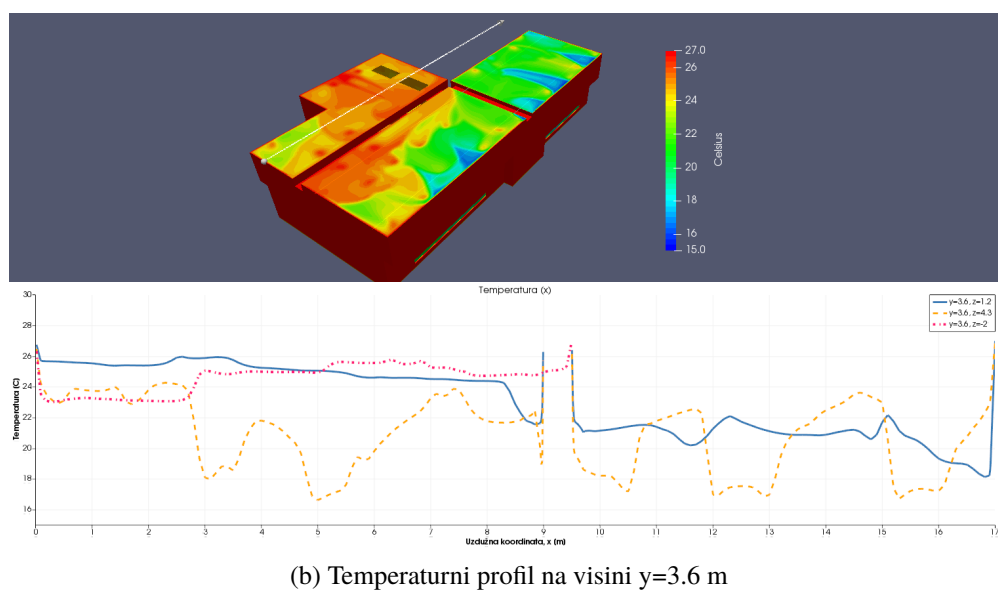 27.0
24
22
20
18
16
15.0
Celsius
Temperatura (x)
30
28
26
24
22
20
18
16
Temperatura (C)
y=3.6, z=1.2
y=3.6, z=4.3
y=3.6, z=-2
0 1 2 3 4 5 6 7 8 9 10 11 12 13 14 15 16 17
Uzdužna koordinata, x (m)
(b) Temperaturni profil na visini y=3.6 m